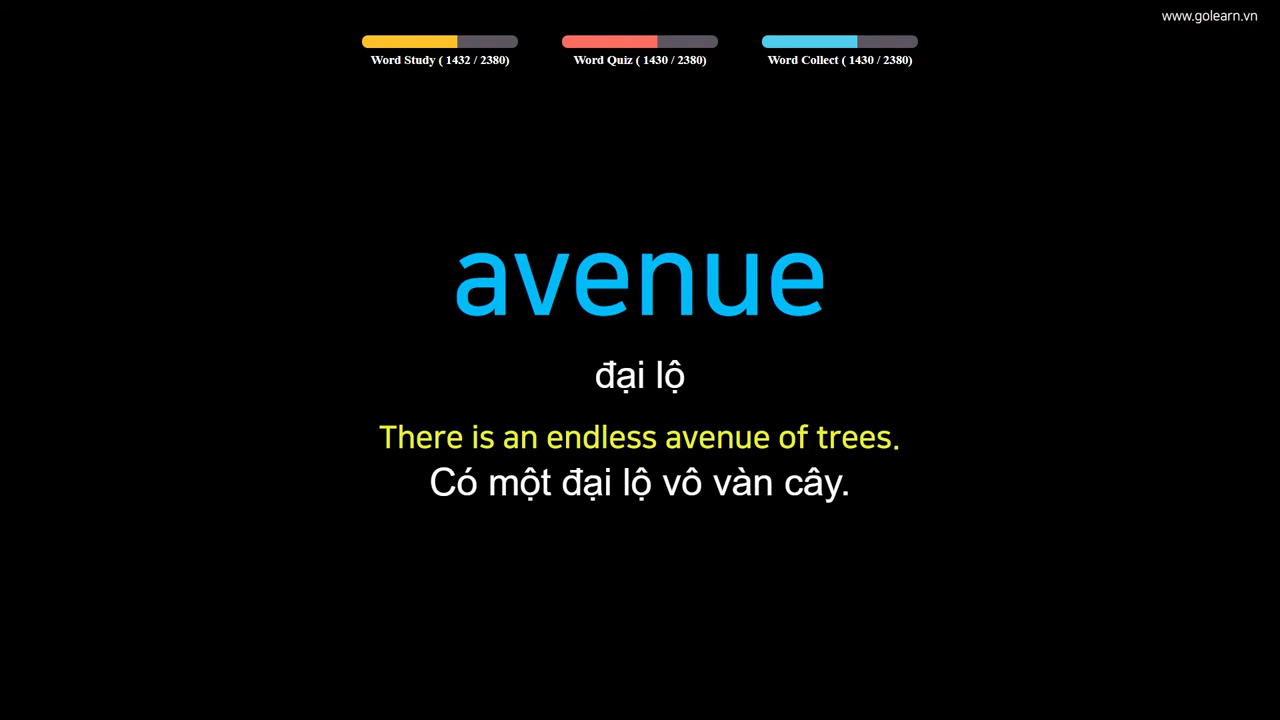 www.golearn.vn
Word Study ( 1432 / 2380)
Word Quiz ( 1430 / 2380)
Word Collect ( 1430 / 2380)
avenue
đại lộ
There is an endless avenue of trees.
Có một đại lộ vô vàn cây.